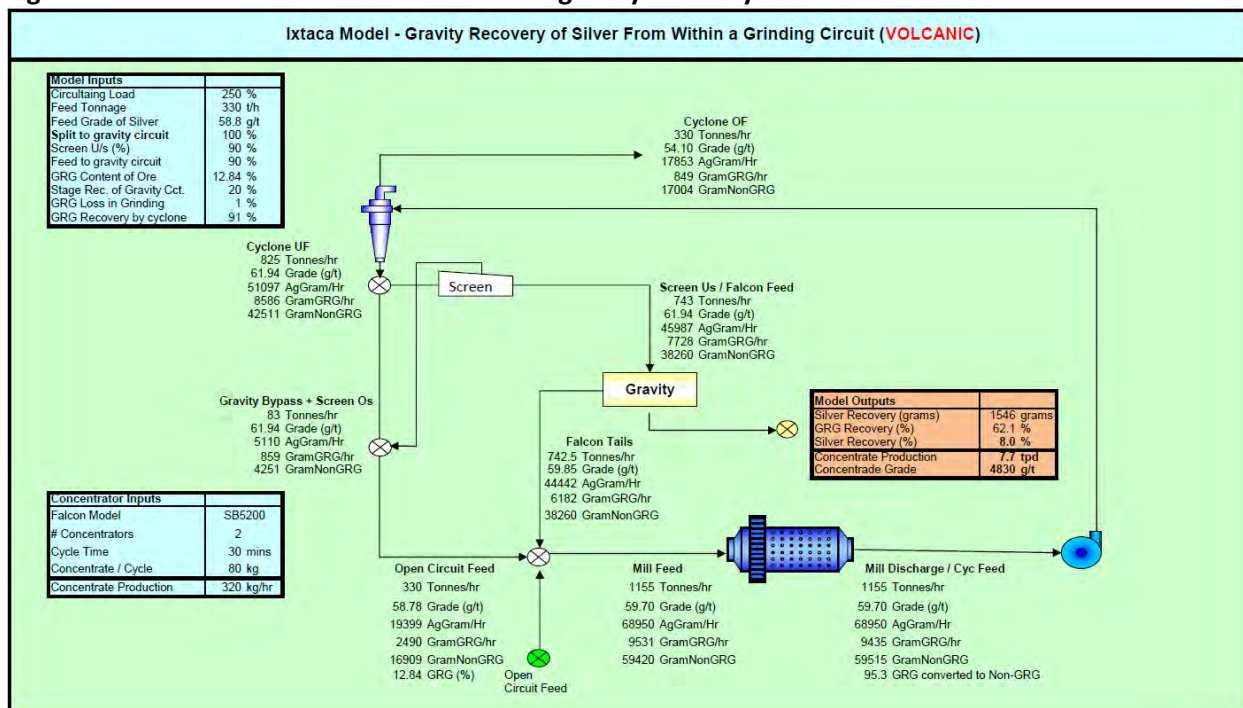 Ixtaca Model - Gravity Recovery of Silver From Within a Grinding Circuit (VOLCANIC)
Model Inputs
Circultaing Load 250 %
Feed Tonnage 330 t/h
Feed Grade of Silver 58.8 g/t
Split to gravity circuit 100 %
Screen U/s (%) 90 %
Feed to gravity circuit 90 %
GRG Content of Ore 12.84 %
Stage Rec. of Gravity Cct. 20 %
GRG Loss in Grinding 1 %
GRG Recovery by cyclone 91 %
Cyclone OF
330 Tonnes/hr
54.10 Grade (g/t)
17853 AgGram/Hr
849 GramGRG/hr
17004 GramNonGRG
Cyclone UF
825 Tonnes/hr
61.94 Grade (g/t)
51097 AgGram/Hr
8586 GramGRG/hr
42511 GramNonGRG
Screen
Screen Us / Falcon Feed
743 Tonnes/hr
61.94 Grade (g/t)
45987 AgGram/Hr
7728 GramGRG/hr
38260 GramNonGRG
Gravity
Gravity Bypass + Screen Os
83 Tonnes/hr
61.94 Grade (g/t)
5110 AgGram/Hr
859 GramGRG/hr
4251 GramNonGRG
Falcon Tails
742.5 Tonnes/hr
59.85 Grade (g/t)
44442 AgGram/Hr
6182 GramGRG/hr
38260 GramNonGRG
Model Outputs
Silver Recovery (grams) 1546 grams
GRG Recovery (%) 62.1 %
Silver Recovery (%) 8.0 %
Concentrate Production 7.7 tpd
Concentrade Grade 4830 g/t
Concentrator Inputs
Falcon Model SB5200
# Concentrators 2
Cycle Time 30 mins
Concentrate / Cycle 80 kg
Concentrate Production 320 kg/hr
Open Circuit Feed
330 Tonnes/hr
58.78 Grade (g/t)
19399 AgGram/Hr
2490 GramGRG/hr
16909 GramNonGRG
12.84 GRG (%)
Open
Circuit Feed
Mill Feed
1155 Tonnes/hr
59.70 Grade (g/t)
68950 AgGram/Hr
9531 GramGRG/hr
59420 GramNonGRG
Mill Discharge / Cyc Feed
1155 Tonnes/hr
59.70 Grade (g/t)
68950 AgGram/Hr
9435 GramGRG/hr
59515 GramNonGRG
95.3 GRG converted to Non-GRG